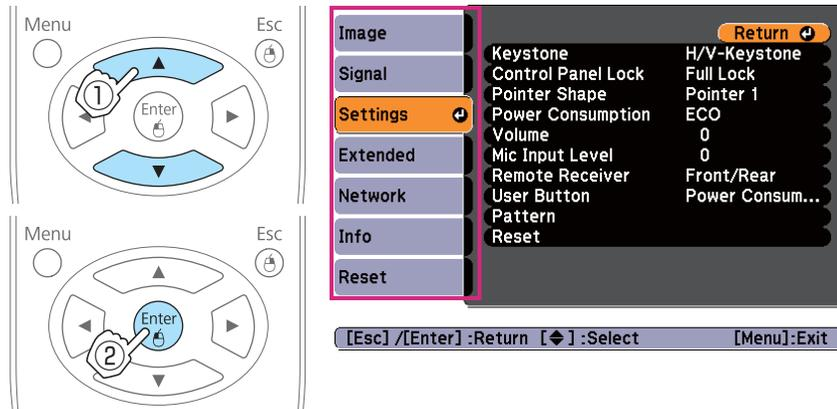 Menu Esc
1
Enter
Menu Esc
Enter
2
Image
Signal
Settings
Extended
Network
Info
Reset
Return
Keystone H/V-Keystone
Control Panel Lock Full Lock
Pointer Shape Pointer 1
Power Consumption ECO
Volume 0
Mic Input Level 0
Remote Receiver Front/Rear
User Button Power Consum...
Pattern
Reset
[Esc] /[Enter] :Return [◆] :Select [Menu]:Exit